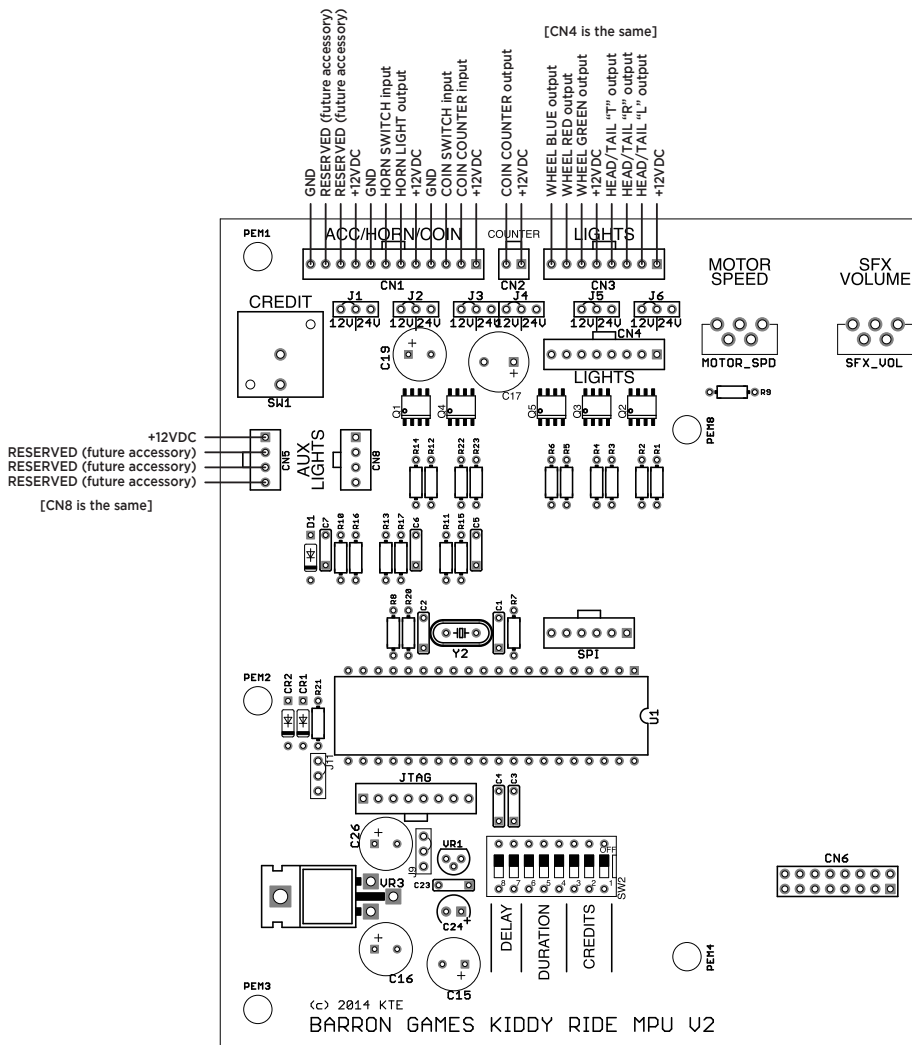 [CN4 is the same]
GND
RESERVED (future accessory)
RESERVED (future accessory)
+12VDC
GND
HORN SWITCH input
HORN LIGHT output
+12VDC
GND
COIN SWITCH input
COIN COUNTER input
+12VDC
COIN COUNTER output
+12VDC
WHEEL BLUE output
WHEEL RED output
WHEEL GREEN output
+12VDC
HEAD/TAIL “T” output
HEAD/TAIL “R” output
HEAD/TAIL “L” output
+12VDC
PEM1
ACC/HORN/COIN
COUNTER
LIGHTS
CN1
CN2
CN3
MOTOR
SPEED
SFX
VOLUME
CREDIT
J1
J2
J3
J4
J5
J6
12V 24V
12V 24V
12V 24V
12V 24V
12V 24V
12V 24V
CN4
LIGHTS
MOTOR_SPD
SFX_VOL
C19
C17
SW1
R9
Q1
Q4
Q5
Q3
Q2
PEM8
+12VDC
RESERVED (future accessory)
RESERVED (future accessory)
RESERVED (future accessory)
[CN8 is the same]
CN5
AUX
LIGHTS
CN8
R14
R12
R22
R23
R6
R5
R4
R3
R2
R1
D1
C7
R10
R16
R13
R17
C6
R11
R15
C5
R8
R20
C2
Y2
C1
R7
SPI
PEM2
CR2
CR1
R21
U1
J11
JTAG
C4
C3
C26
J9
VR1
OFF
8
7
6
5
4
3
2
1
SW2
CN6
VR3
C23
C24
+
DELAY
DURATION
CREDITS
C16
C15
PEM4
PEM3
(c) 2014 KTE
BARRON GAMES KIDDY RIDE MPU V2